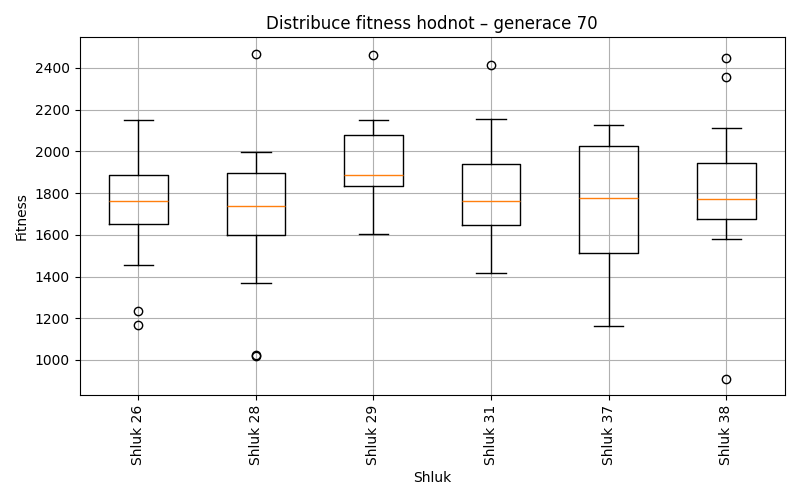 Distribuce fitness hodnot – generace 70
Fitness
2400
2200
2000
1800
1600
1400
1200
1000
Shluk 26
Shluk 28
Shluk 29
Shluk 31
Shluk 37
Shluk 38
Shluk